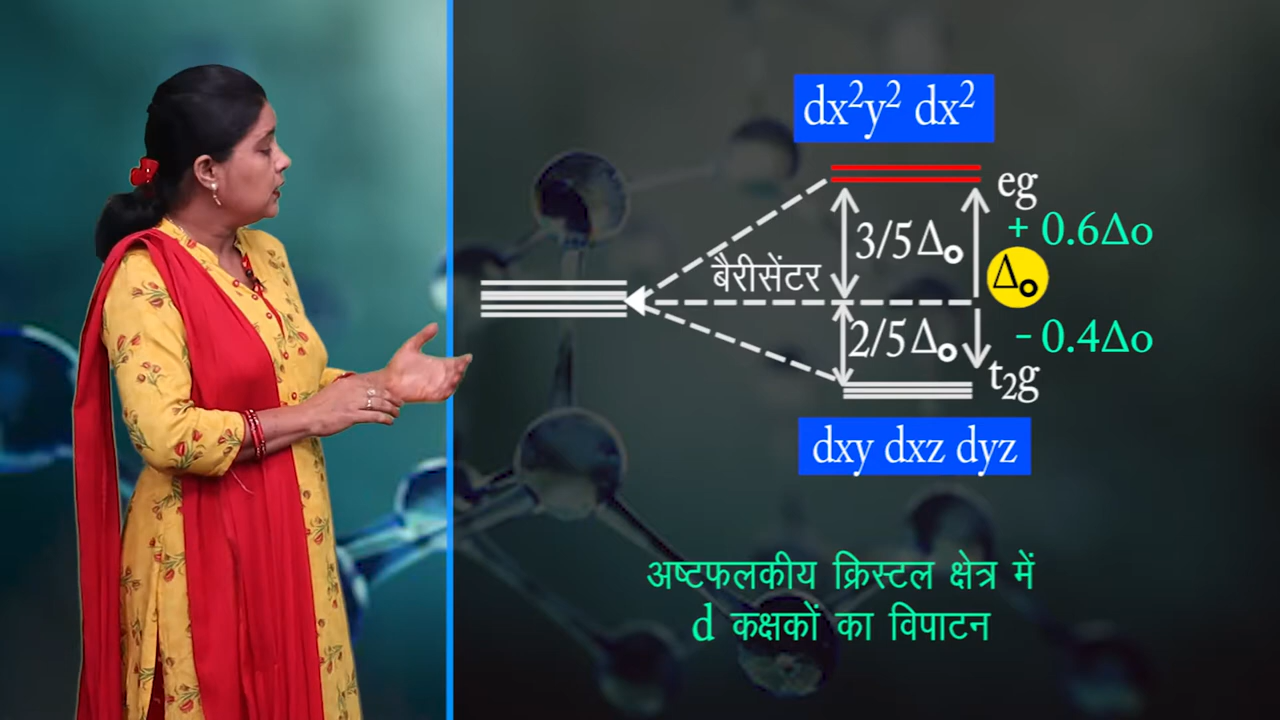 dx²y² dx²
eg
+ 0.6Δo
3/5Δo
बैरीसेंटर
Δo
2/5Δo
- 0.4Δo
t₂g
dxy dxz dyz
अष्टफलकीय क्रिस्टल क्षेत्र में
d कक्षकों का विपाटन